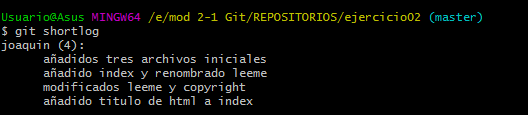 Usuario@Asus MINGW64 /e/mod 2-1 Git/REPOSITORIOS/ejercicio02 (master)
$ git shortlog
joaquin (4):
      añadidos tres archivos iniciales
      añadido index y renombrado leeme
      modificados leeme y copyright
      añadido titulo de html a index